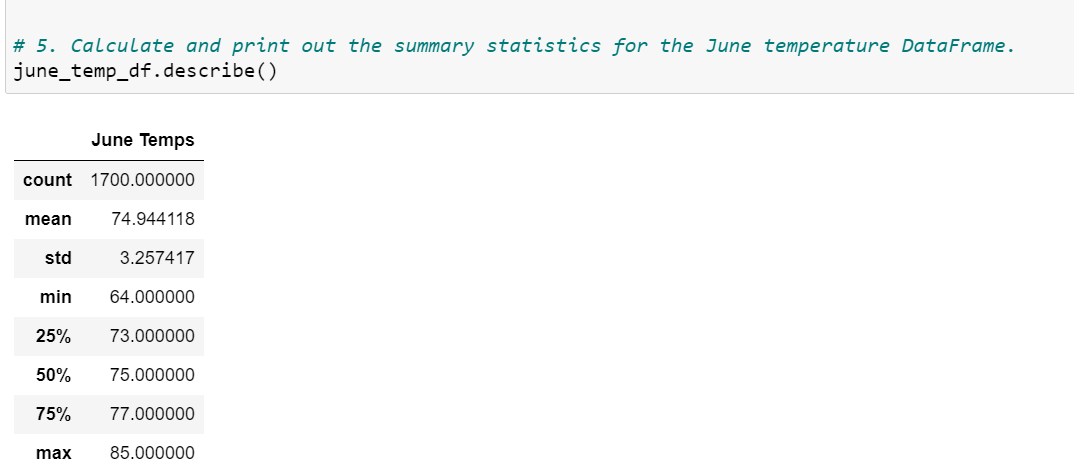 # 5. Calculate and print out the summary statistics for the June temperature DataFrame.
june_temp_df.describe()
June Temps
count 1700.000000
mean 74.944118
std 3.257417
min 64.000000
25% 73.000000
50% 75.000000
75% 77.000000
max 85.000000